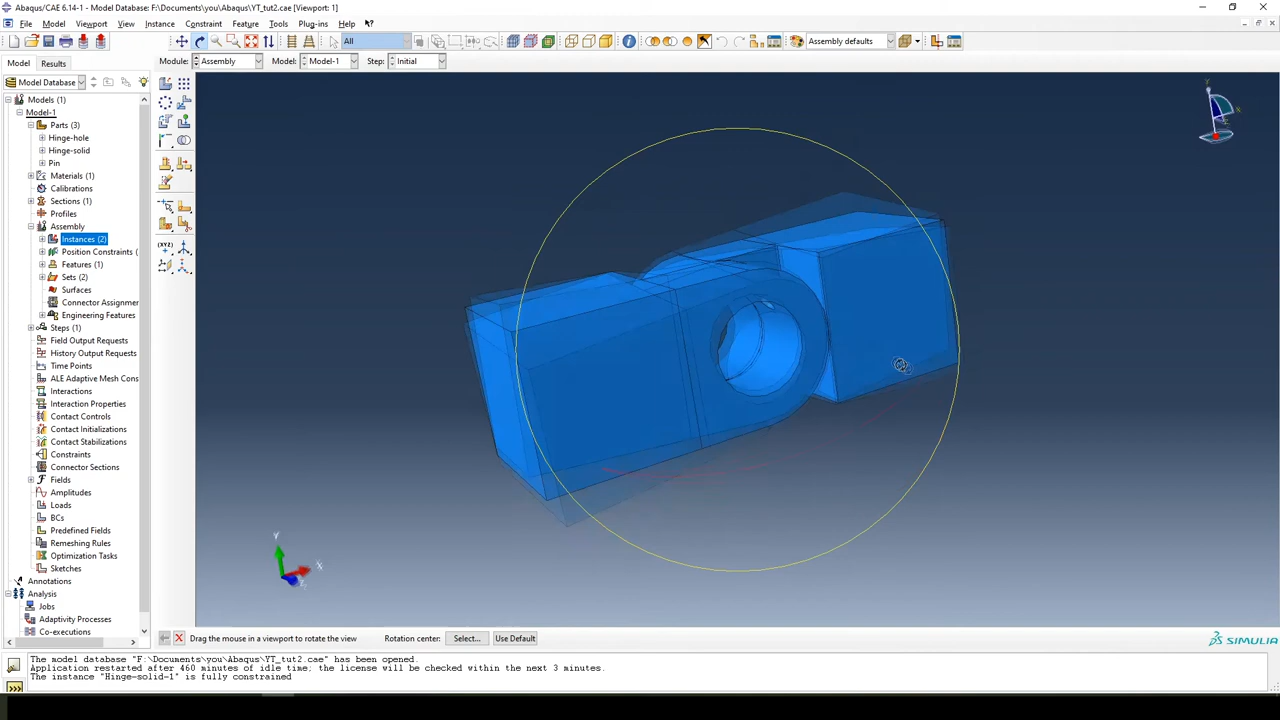 Abaqus/CAE 6.14-1 - Model Database: F:\Documents\you\Abaqus\YT_tut2.cae [Viewport: 1]
File Model Viewport View Instance Constraint Feature Tools Plug-ins Help
All
Assembly defaults
Model Results
Module: Assembly Model: Model-1 Step: Initial
Model Database
Models (1)
Model-1
Parts (3)
Hinge-hole
Hinge-solid
Pin
Materials (1)
Calibrations
Sections (1)
Profiles
Assembly
Instances (2)
Position Constraints (
Features (1)
Sets (2)
Surfaces
Connector Assignme
Engineering Features
Steps (1)
Field Output Requests
History Output Requests
Time Points
ALE Adaptive Mesh Cons
Interactions
Interaction Properties
Contact Controls
Contact Initializations
Contact Stabilizations
Constraints
Connector Sections
Fields
Amplitudes
Loads
BCs
Predefined Fields
Remeshing Rules
Optimization Tasks
Sketches
Annotations
Analysis
Jobs
Adaptivity Processes
Co-executions
(XYZ)
Y
X
Y
X
Z
Drag the mouse in a viewport to rotate the view Rotation center: Select... Use Default
SIMULIA
The model database "F:\Documents\you\Abaqus\YT_tut2.cae" has been opened.
Application restarted after 460 minutes of idle time; the license will be checked within the next 3 minutes.
The instance "Hinge-solid-1" is fully constrained
>>>